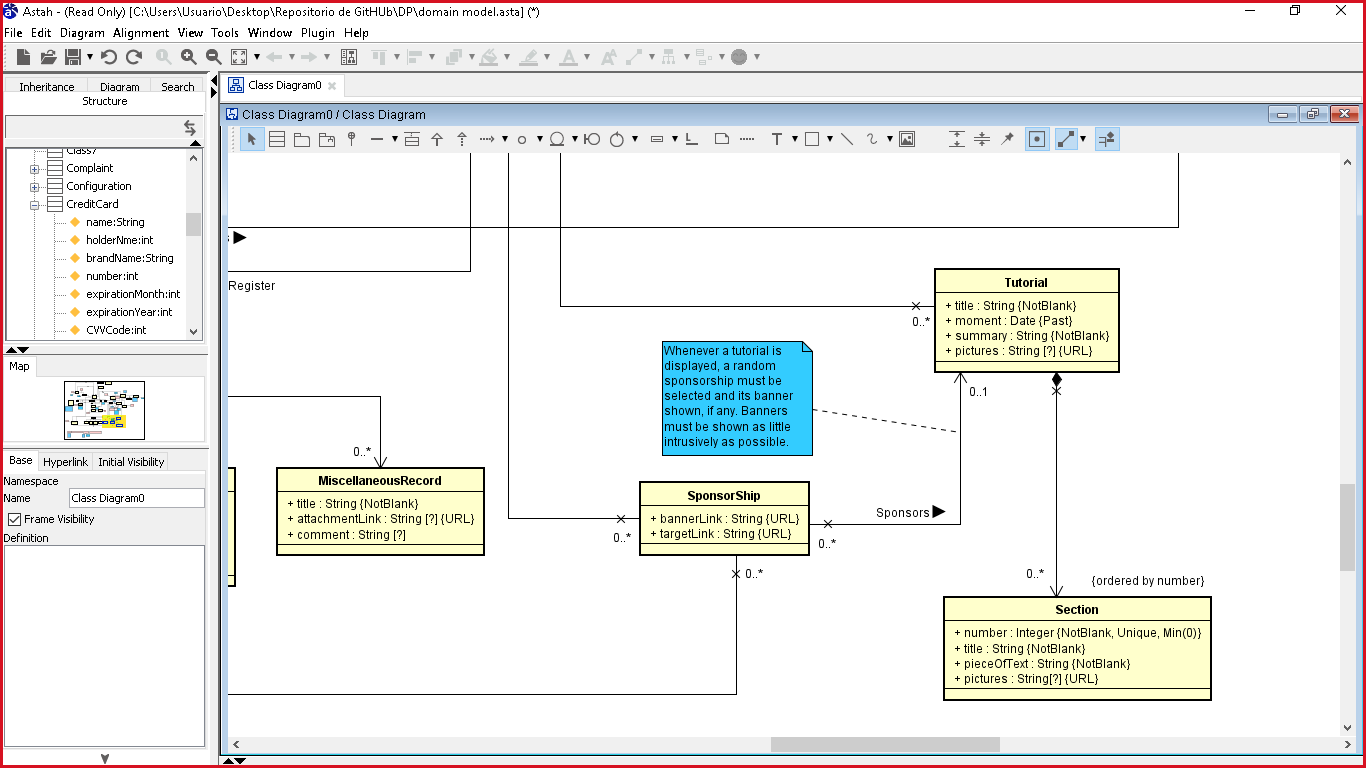 Astah - (Read Only) [C:\Users\Usuario\Desktop\Repositorio de GitHUb\DP\domain model.asta] (*)
File Edit Diagram Alignment View Tools Window Plugin Help
Inheritance Diagram Search
Structure
Class7
Complaint
Configuration
CreditCard
name:String
holderNme:int
brandName:String
number:int
expirationMonth:int
expirationYear:int
CVVCode:int
Map
Base Hyperlink Initial Visibility
Namespace
Name Class Diagram0
Frame Visibility
Definition
Class Diagram0
Class Diagram0 / Class Diagram
Register
Tutorial
+ title : String {NotBlank}
+ moment : Date {Past}
+ summary : String {NotBlank}
+ pictures : String [?] {URL}
0..*
Whenever a tutorial is
displayed, a random
sponsorship must be
selected and its banner
shown, if any. Banners
must be shown as little
intrusively as possible.
0..1
0..*
MiscellaneousRecord
+ title : String {NotBlank}
+ attachmentLink : String [?] {URL}
+ comment : String [?]
SponsorShip
+ bannerLink : String {URL}
+ targetLink : String {URL}
Sponsors
0..*
0..*
0..*
0..*
{ordered by number}
Section
+ number : Integer {NotBlank, Unique, Min(0)}
+ title : String {NotBlank}
+ pieceOfText : String {NotBlank}
+ pictures : String[?] {URL}